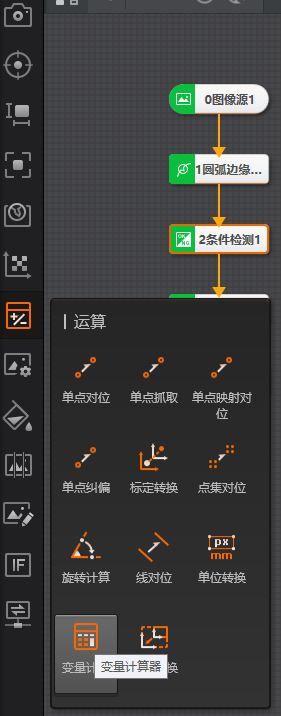 0图像源1
1圆弧边缘...
2条件检测1
运算
单点对位
单点抓取
单点映射对
位
单点纠偏
标定转换
点集对位
旋转计算
线对位
px
mm
单位转换
变量计
变量计算器
换
IF